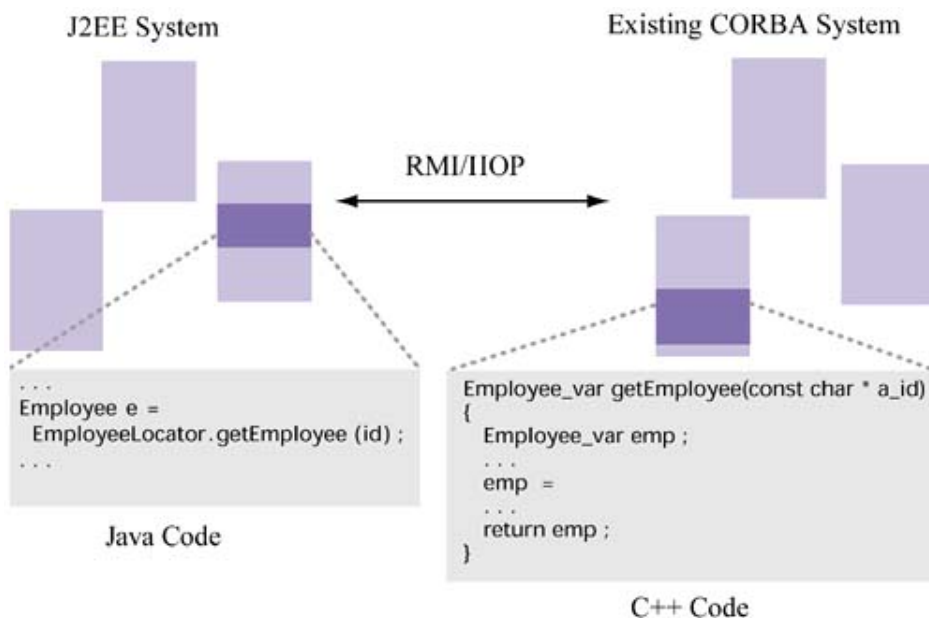 J2EE System
Existing CORBA System
RMI/IIOP
. . .
Employee e =
EmployeeLocator.getEmployee (id) ;
. . .
Java Code
Employee_var getEmployee(const char * a_id)
{
Employee_var emp ;
. . .
emp =
. . .
return emp ;
}
C++ Code